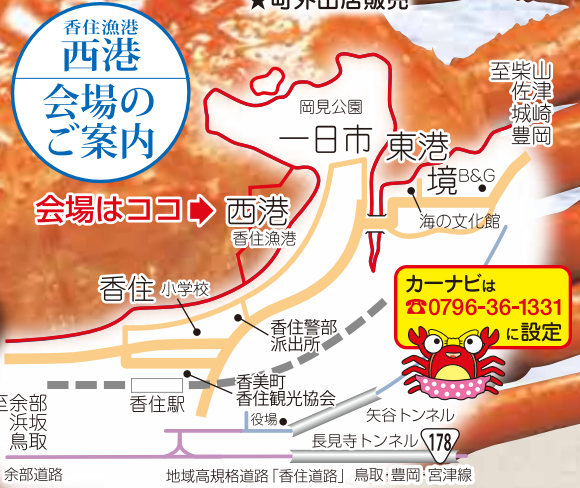 ★町外出店販売
香住漁港
西港
会場の
ご案内
至柴山
佐津
城崎
豊岡
岡見公園
一日市
東港
境
B&G
海の文化館
会場はココ
西港
香住漁港
カーナビは
☎0796-36-1331
に設定
香住
小学校
香住警部
派出所
香美町
香住観光協会
香住駅
役場
至余部
浜坂
鳥取
矢谷トンネル
長見寺トンネル
178
余部道路
地域高規格道路「香住道路」
鳥取・豊岡・宮津線